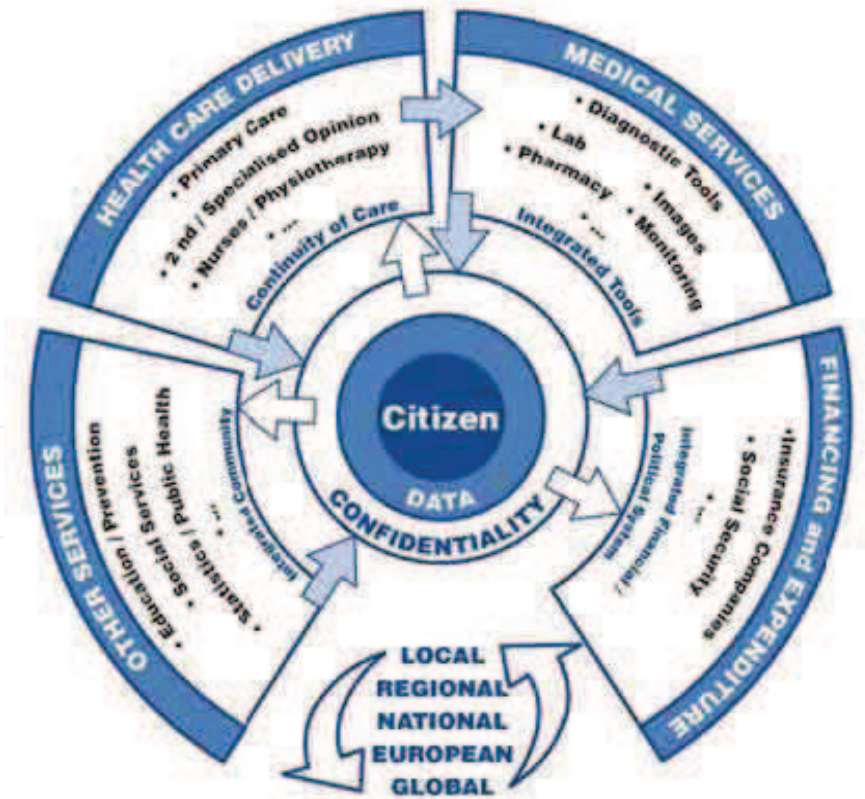 HEALTH CARE DELIVERY
• Primary Care
• 2 nd / Specialised Opinion
• Nurses / Physiotherapy
• ...
Continuity of Care
MEDICAL SERVICES
• Diagnostic Tools
• Lab
• Images
• Pharmacy
• Monitoring
• ...
Integrated Tools
FINANCING and EXPENDITURE
•Insurance Companies
• Social Security
• ...
Integrated Financial /
Political System
OTHER SERVICES
• Education / Prevention
• Social Services
• Statistics / Public Health
• ...
Integrated Community
Citizen
DATA
CONFIDENTIALITY
LOCAL
REGIONAL
NATIONAL
EUROPEAN
GLOBAL